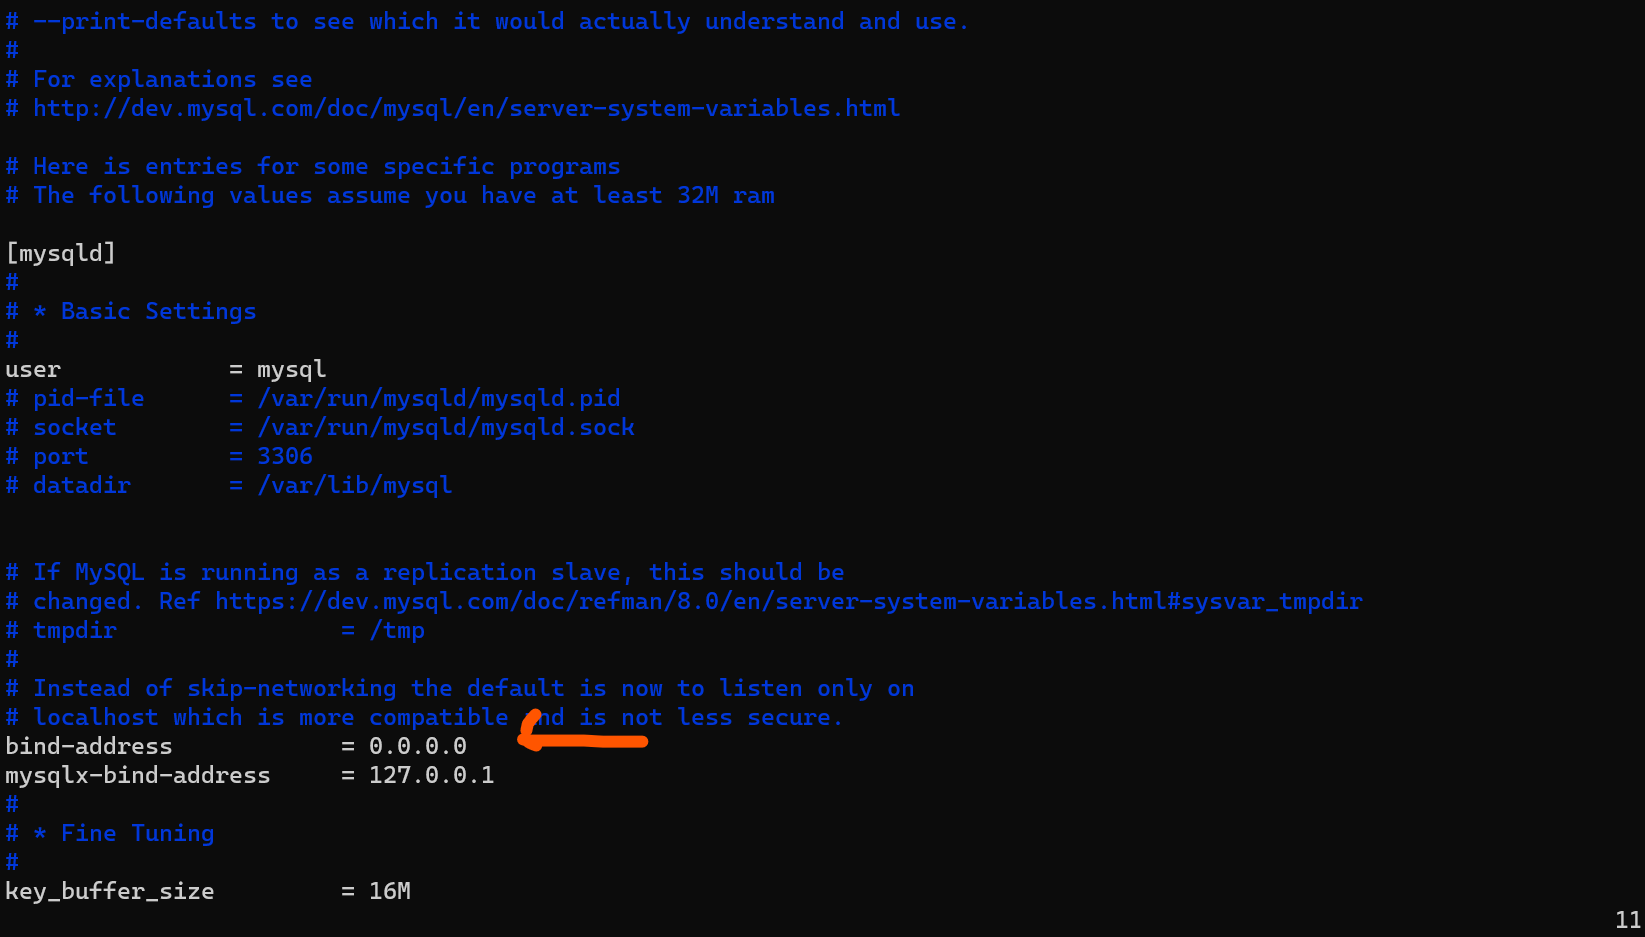 # --print-defaults to see which it would actually understand and use.
#
# For explanations see
# http://dev.mysql.com/doc/mysql/en/server-system-variables.html
# Here is entries for some specific programs
# The following values assume you have at least 32M ram
[mysqld]
#
# * Basic Settings
#
user            = mysql
# pid-file      = /var/run/mysqld/mysqld.pid
# socket        = /var/run/mysqld/mysqld.sock
# port          = 3306
# datadir       = /var/lib/mysql
# If MySQL is running as a replication slave, this should be
# changed. Ref https://dev.mysql.com/doc/refman/8.0/en/server-system-variables.html#sysvar_tmpdir
# tmpdir                = /tmp
#
# Instead of skip-networking the default is now to listen only on
# localhost which is more compatible and is not less secure.
bind-address            = 0.0.0.0
mysqlx-bind-address     = 127.0.0.1
#
# * Fine Tuning
#
key_buffer_size         = 16M
11